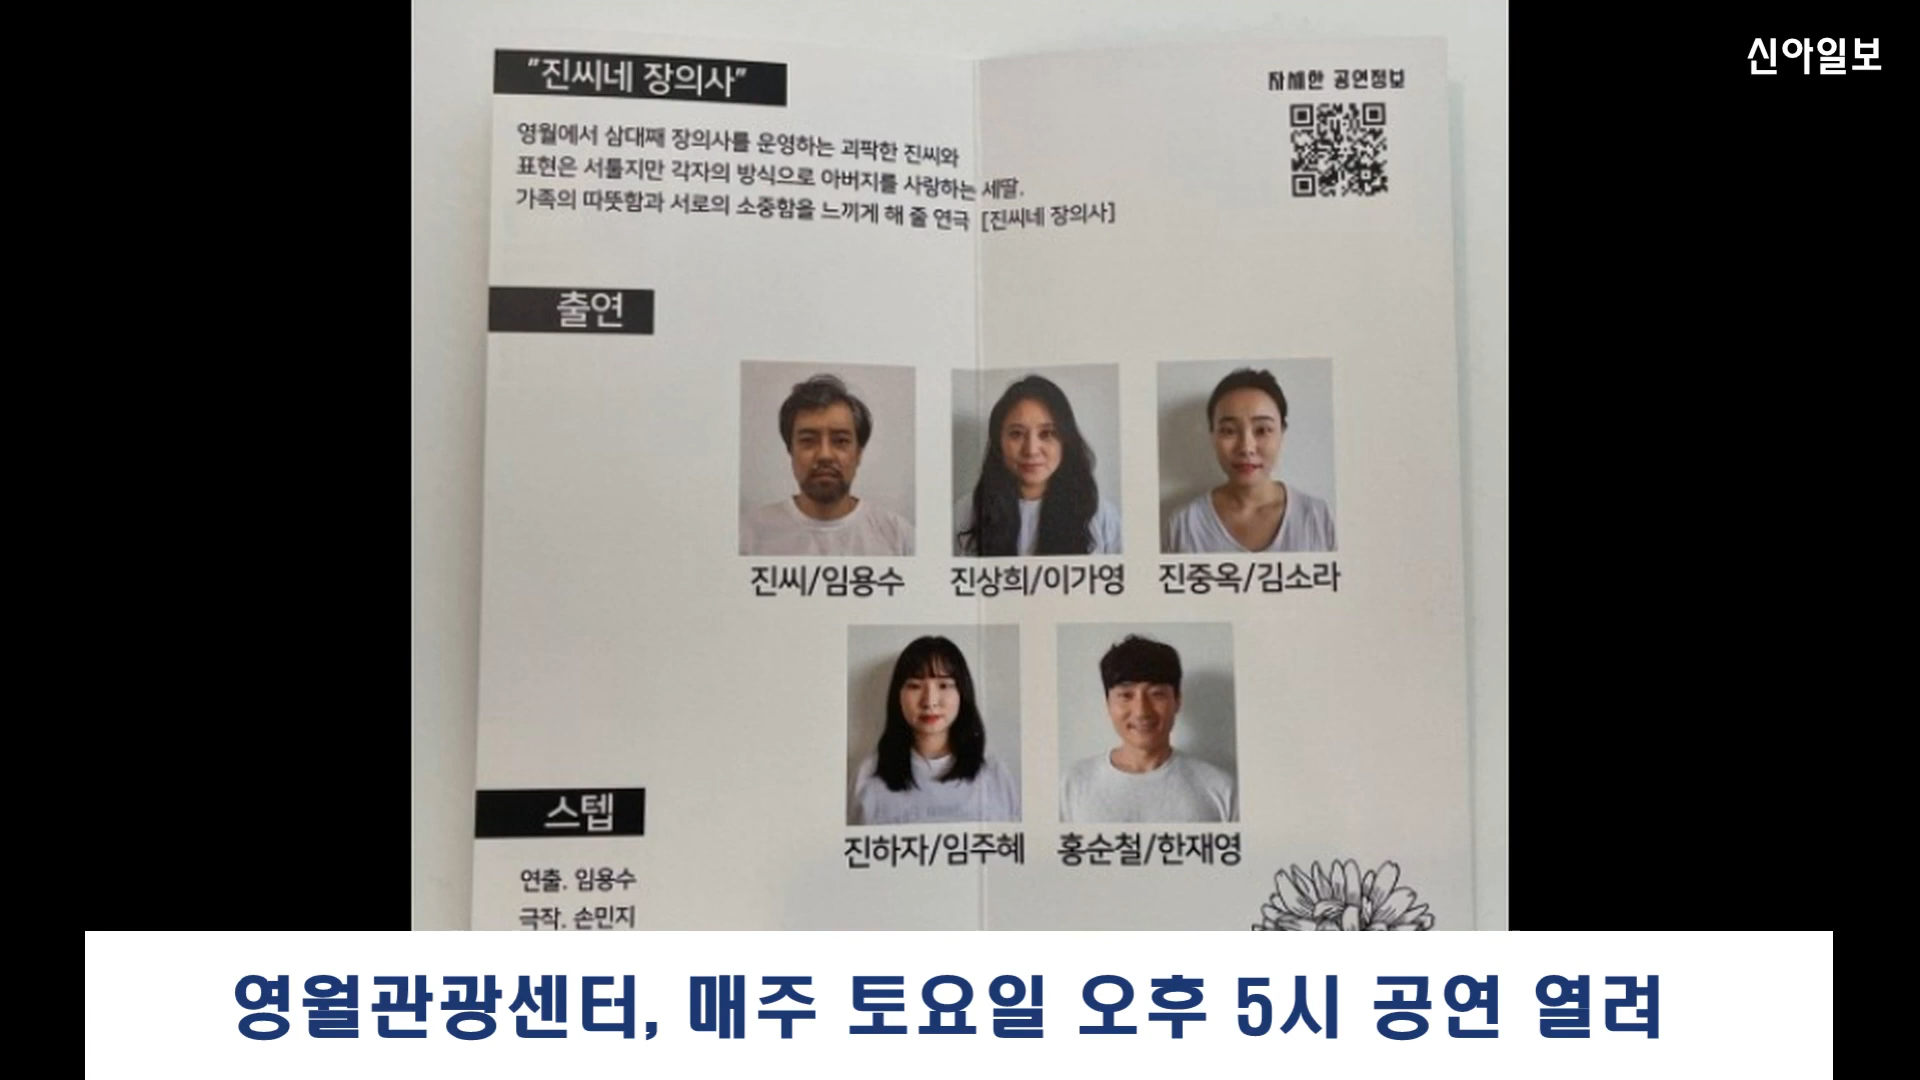 신아일보
"진씨네 장의사"
자세한 공연정보
영월에서 삼대째 장의사를 운영하는 괴팍한 진씨와
표현은 서툴지만 각자의 방식으로 아버지를 사랑하는 세딸.
가족의 따뜻함과 서로의 소중함을 느끼게 해 줄 연극 [진씨네 장의사]
출연
진씨/임용수 진상희/이가영 진중옥/김소라
진하자/임주혜 홍순철/한재영
스텝
연출. 임용수
극작. 손민지
영월관광센터, 매주 토요일 오후 5시 공연 열려